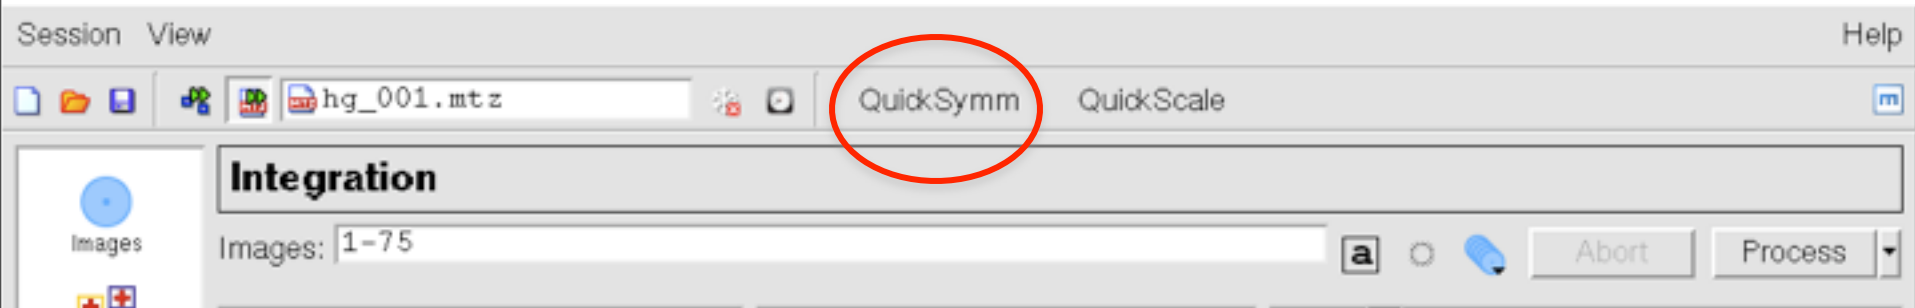 Session View Help
hg_001.mtz QuickSymm QuickScale m
Integration
Images
Images: 1-75 a Abort Process